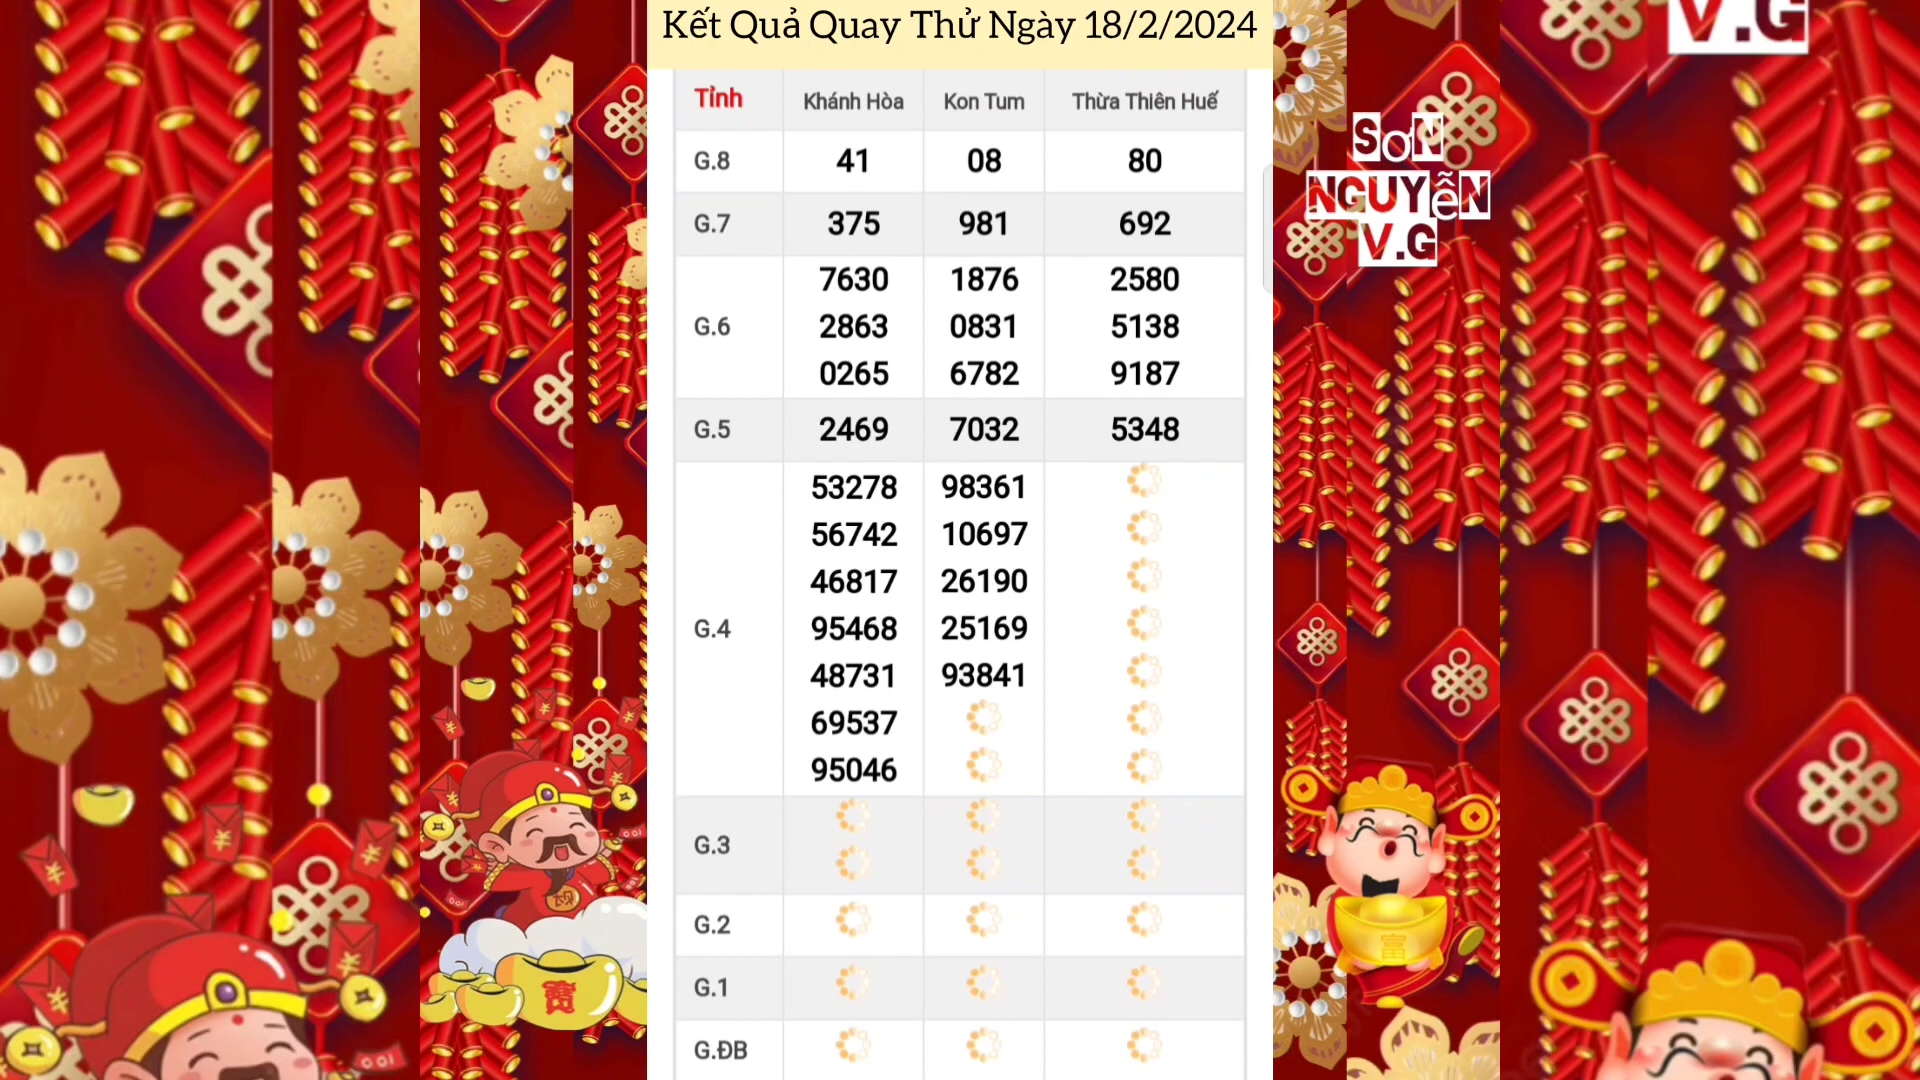 Kết Quả Quay Thử Ngày 18/2/2024
Tỉnh Khánh Hòa Kon Tum Thừa Thiên Huế
G.8 41 08 80
G.7 375 981 692
G.6 7630 1876 2580
2863 0831 5138
0265 6782 9187
G.5 2469 7032 5348
G.4 53278 98361
56742 10697
46817 26190
95468 25169
48731 93841
69537
95046
G.3
G.2
G.1
G.ĐB
SƠN
NGUYỄN
V.G
V.G